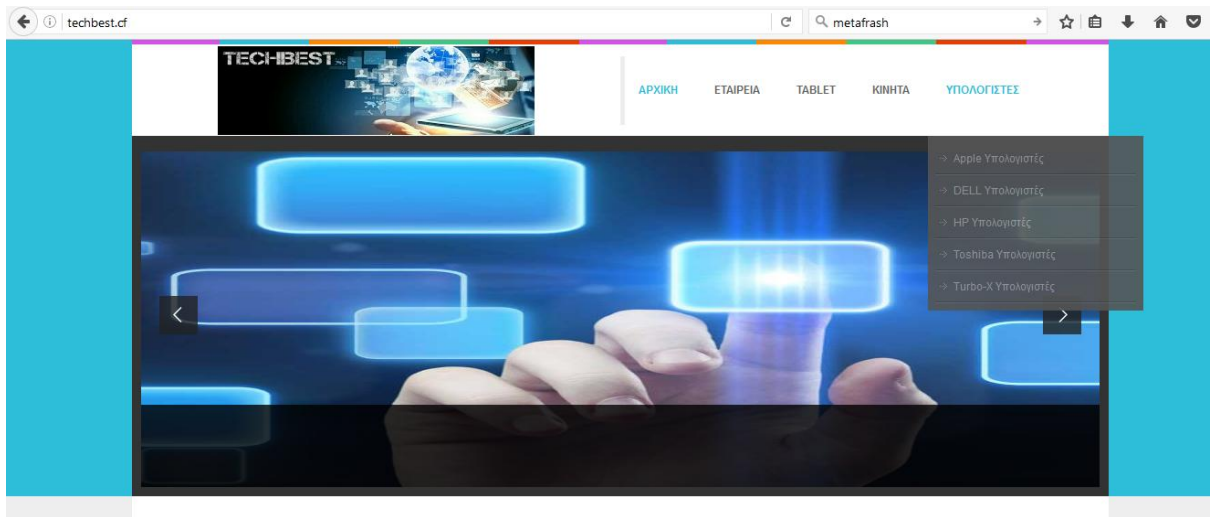 techbest.cf
metafrash
TECHBEST
ΑΡΧΙΚΗ ΕΤΑΙΡΕΙΑ TABLET ΚΙΝΗΤΑ ΥΠΟΛΟΓΙΣΤΕΣ
Apple Υπολογιστές
DELL Υπολογιστές
HP Υπολογιστές
Toshiba Υπολογιστές
Turbo-X Υπολογιστές